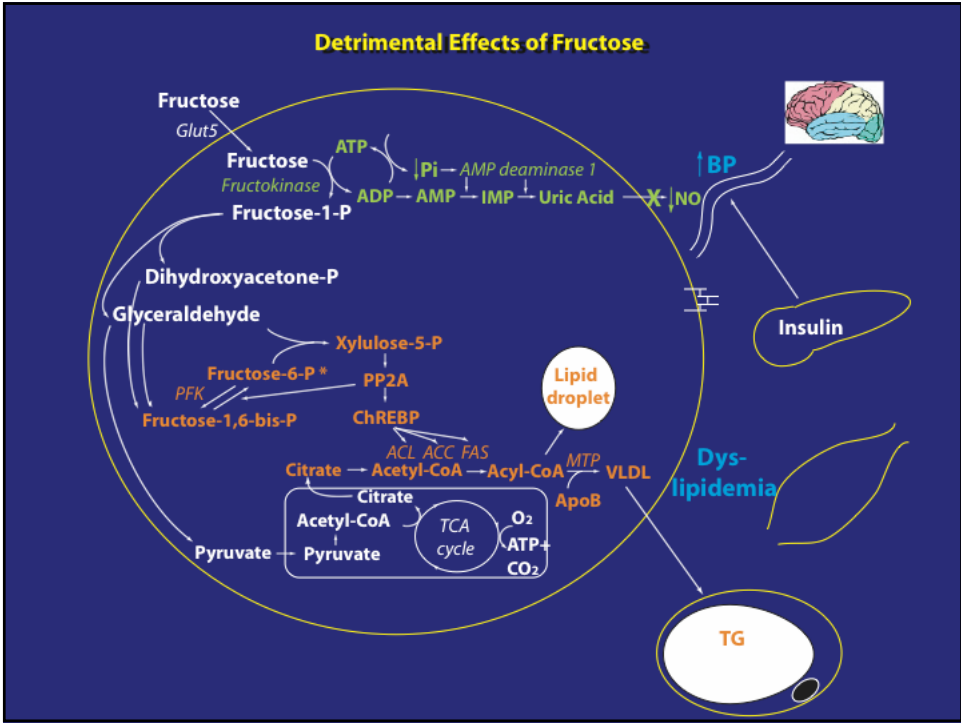 Detrimental Effects of Fructose
Fructose
Glut5
Fructose
Fructokinase
ATP
↓Pi → AMP deaminase 1
ADP → AMP → IMP → Uric Acid → X → ↓NO
↑BP
Fructose-1-P
Dihydroxyacetone-P
Glyceraldehyde
Insulin
Xylulose-5-P
Fructose-6-P *
PFK
PP2A
Fructose-1,6-bis-P
ChREBP
Lipid
droplet
ACL ACC FAS
Citrate → Acetyl-CoA → Acyl-CoA MTP → VLDL
ApoB
Dys-
lipidemia
Citrate
Acetyl-CoA
TCA
cycle
O2
ATP+
CO2
Pyruvate → Pyruvate
TG